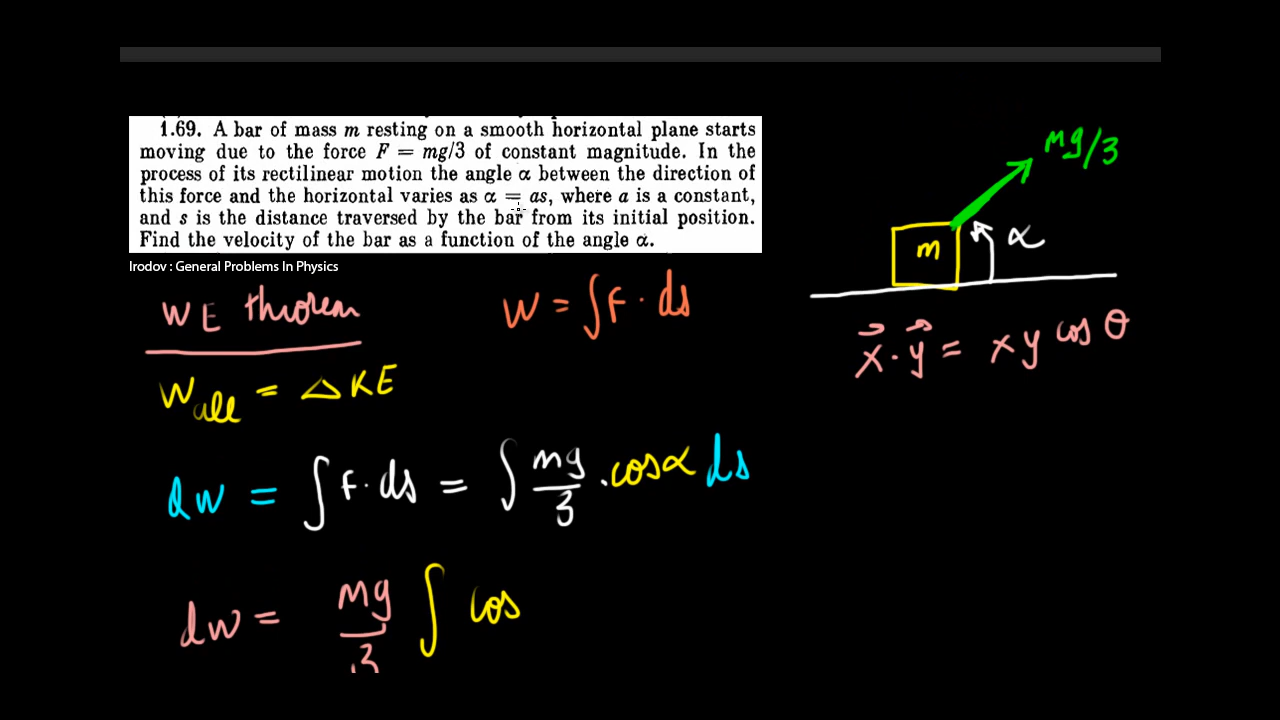 1.69. A bar of mass m resting on a smooth horizontal plane starts
moving due to the force F = mg/3 of constant magnitude. In the
process of its rectilinear motion the angle α between the direction of
this force and the horizontal varies as α = as, where a is a constant,
and s is the distance traversed by the bar from its initial position.
Find the velocity of the bar as a function of the angle α.
Irodov : General Problems In Physics
mg/3
m
α
WE thorem
W = ∫F · ds
x⃗ · y⃗ = xy cos θ
Wall = △KE
dw = ∫ F · ds = ∫ mg/3 . cosα ds
dw = mg/3 ∫ cos